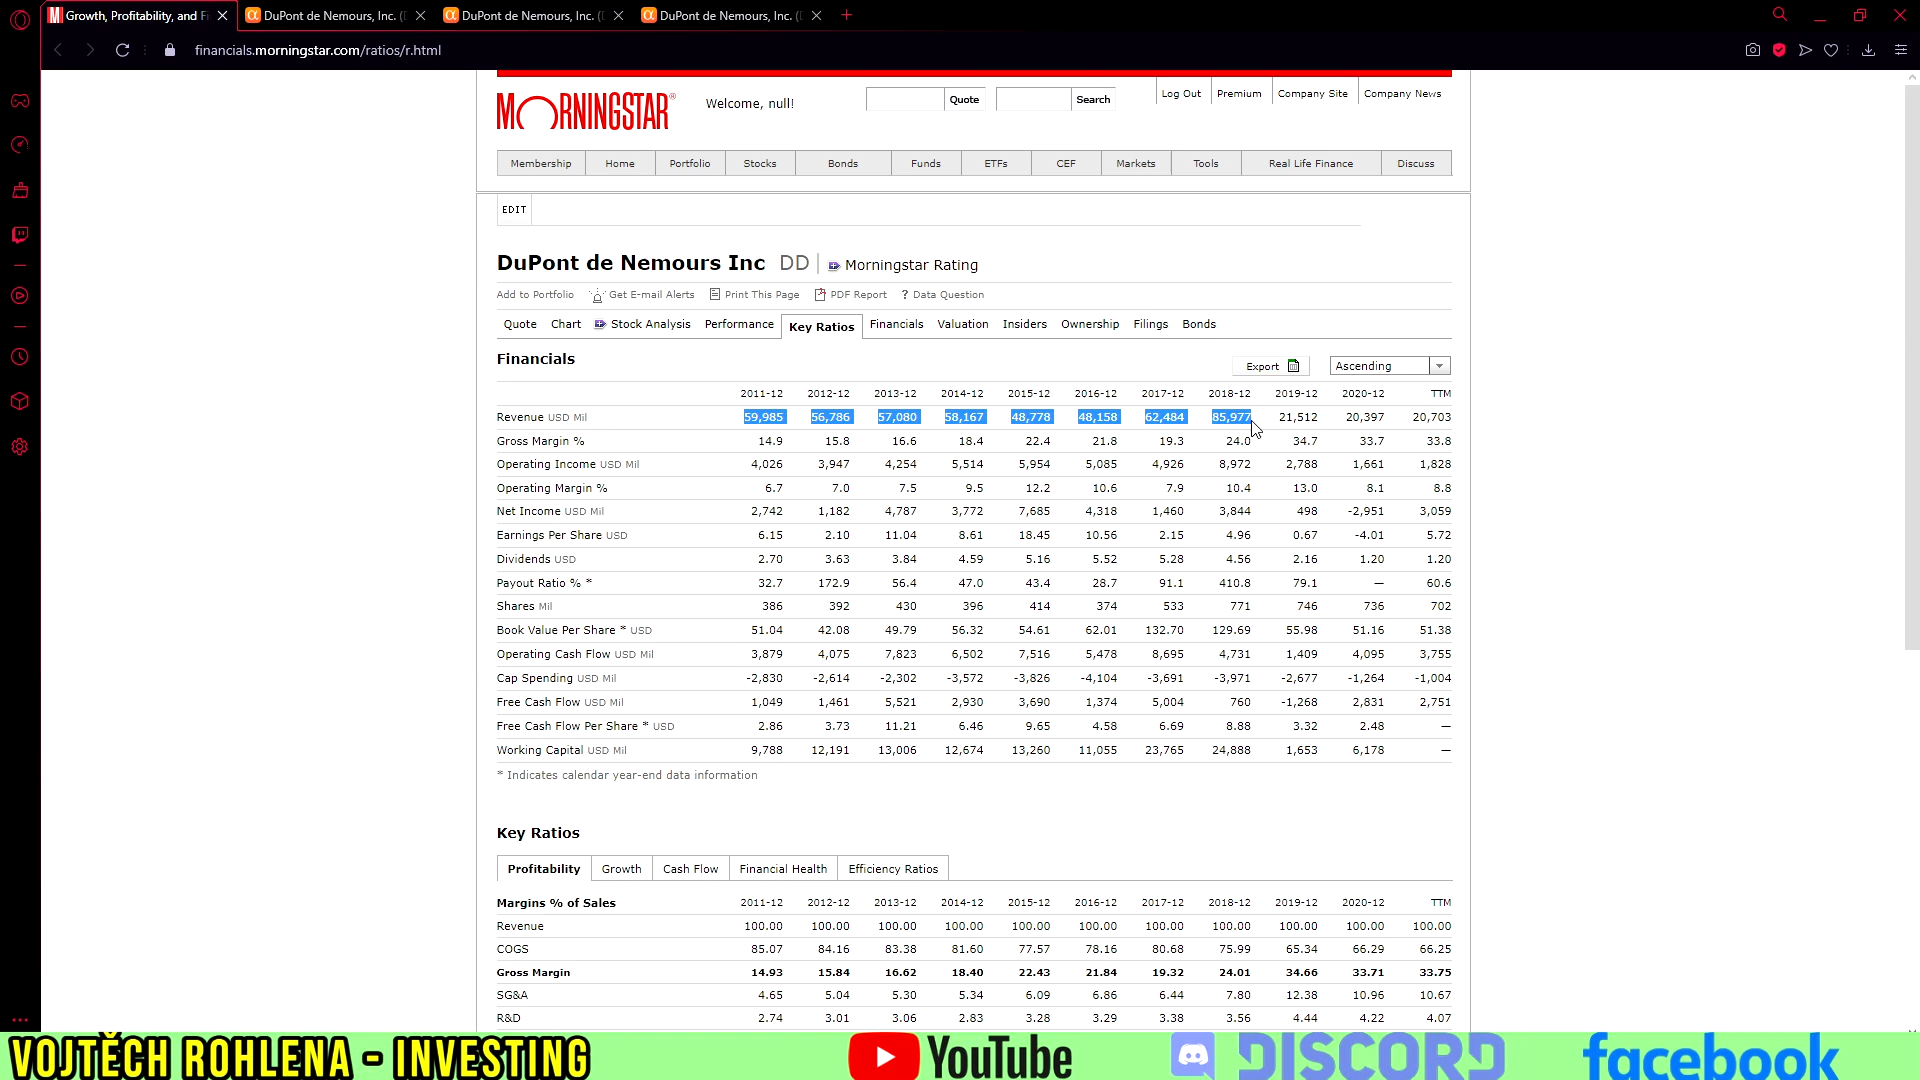 Growth, Profitability, and F
DuPont de Nemours, Inc. (
DuPont de Nemours, Inc. (
DuPont de Nemours, Inc. (
financials.morningstar.com/ratios/r.html
MORNINGSTAR® Welcome, null! Quote Search Log Out Premium Company Site Company News
Membership Home Portfolio Stocks Bonds Funds ETFs CEF Markets Tools Real Life Finance Discuss
EDIT
DuPont de Nemours Inc DD Morningstar Rating
Add to Portfolio Get E-mail Alerts Print This Page PDF Report ? Data Question
Quote Chart Stock Analysis Performance Key Ratios Financials Valuation Insiders Ownership Filings Bonds
Financials
Export Ascending
2011-12 2012-12 2013-12 2014-12 2015-12 2016-12 2017-12 2018-12 2019-12 2020-12 TTM
Revenue USD Mil 59,985 56,786 57,080 58,167 48,778 48,158 62,484 85,977 21,512 20,397 20,703
Gross Margin % 14.9 15.8 16.6 18.4 22.4 21.8 19.3 24.0 34.7 33.7 33.8
Operating Income USD Mil 4,026 3,947 4,254 5,514 5,954 5,085 4,926 8,972 2,788 1,661 1,828
Operating Margin % 6.7 7.0 7.5 9.5 12.2 10.6 7.9 10.4 13.0 8.1 8.8
Net Income USD Mil 2,742 1,182 4,787 3,772 7,685 4,318 1,460 3,844 498 -2,951 3,059
Earnings Per Share USD 6.15 2.10 11.04 8.61 18.45 10.56 2.15 4.96 0.67 -4.01 5.72
Dividends USD 2.70 3.63 3.84 4.59 5.16 5.52 5.28 4.56 2.16 1.20 1.20
Payout Ratio % * 32.7 172.9 56.4 47.0 43.4 28.7 91.1 410.8 79.1 — 60.6
Shares Mil 386 392 430 396 414 374 533 771 746 736 702
Book Value Per Share * USD 51.04 42.08 49.79 56.32 54.61 62.01 132.70 129.69 55.98 51.16 51.38
Operating Cash Flow USD Mil 3,879 4,075 7,823 6,502 7,516 5,478 8,695 4,731 1,409 4,095 3,755
Cap Spending USD Mil -2,830 -2,614 -2,302 -3,572 -3,826 -4,104 -3,691 -3,971 -2,677 -1,264 -1,004
Free Cash Flow USD Mil 1,049 1,461 5,521 2,930 3,690 1,374 5,004 760 -1,268 2,831 2,751
Free Cash Flow Per Share * USD 2.86 3.73 11.21 6.46 9.65 4.58 6.69 8.88 3.32 2.48 —
Working Capital USD Mil 9,788 12,191 13,006 12,674 13,260 11,055 23,765 24,888 1,653 6,178 —
* Indicates calendar year-end data information
Key Ratios
Profitability Growth Cash Flow Financial Health Efficiency Ratios
Margins % of Sales 2011-12 2012-12 2013-12 2014-12 2015-12 2016-12 2017-12 2018-12 2019-12 2020-12 TTM
Revenue 100.00 100.00 100.00 100.00 100.00 100.00 100.00 100.00 100.00 100.00 100.00
COGS 85.07 84.16 83.38 81.60 77.57 78.16 80.68 75.99 65.34 66.29 66.25
Gross Margin 14.93 15.84 16.62 18.40 22.43 21.84 19.32 24.01 34.66 33.71 33.75
SG&A 4.65 5.04 5.30 5.34 6.09 6.86 6.44 7.80 12.38 10.96 10.67
R&D 2.74 3.01 3.06 2.83 3.28 3.29 3.38 3.56 4.44 4.22 4.07
VOJTĚCH ROHLENA - INVESTING YouTube DISCORD facebook